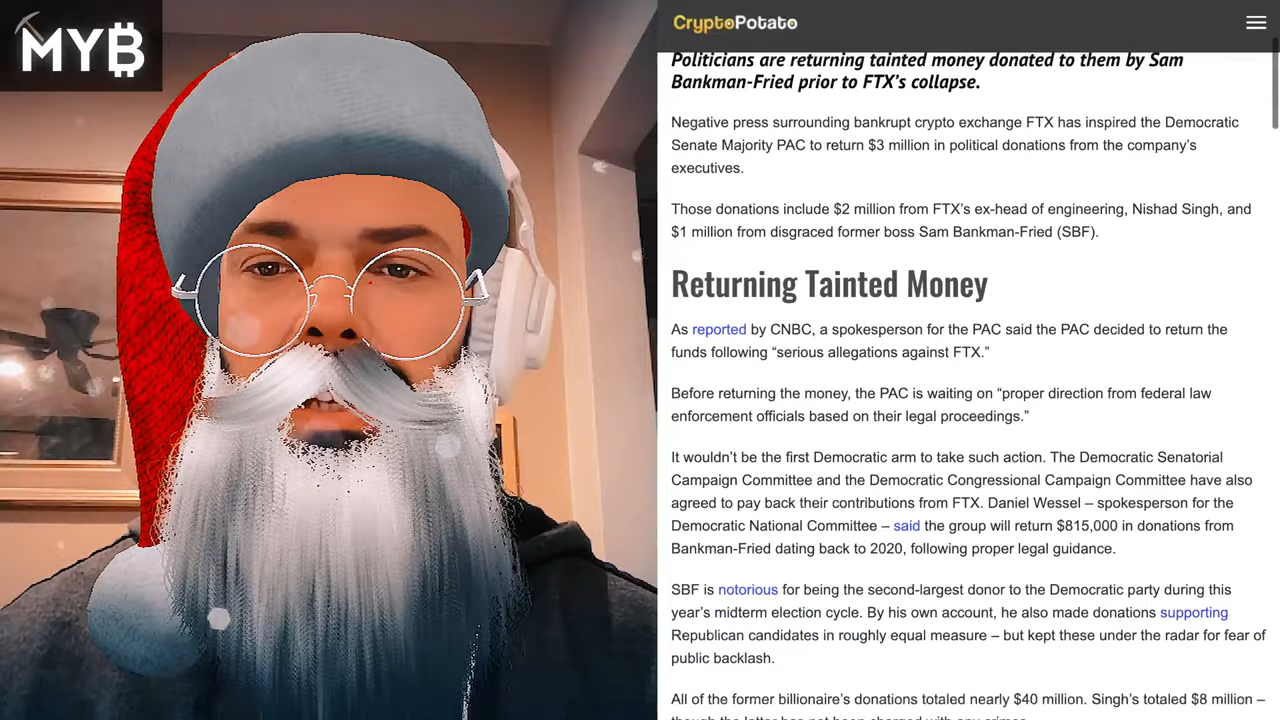 MYB
CryptoPotato
Politicians are returning tainted money donated to them by Sam
Bankman-Fried prior to FTX's collapse.
Negative press surrounding bankrupt crypto exchange FTX has inspired the Democratic
Senate Majority PAC to return $3 million in political donations from the company's
executives.
Those donations include $2 million from FTX's ex-head of engineering, Nishad Singh, and
$1 million from disgraced former boss Sam Bankman-Fried (SBF).
Returning Tainted Money
As reported by CNBC, a spokesperson for the PAC said the PAC decided to return the
funds following “serious allegations against FTX.”
Before returning the money, the PAC is waiting on “proper direction from federal law
enforcement officials based on their legal proceedings.”
It wouldn't be the first Democratic arm to take such action. The Democratic Senatorial
Campaign Committee and the Democratic Congressional Campaign Committee have also
agreed to pay back their contributions from FTX. Daniel Wessel – spokesperson for the
Democratic National Committee – said the group will return $815,000 in donations from
Bankman-Fried dating back to 2020, following proper legal guidance.
SBF is notorious for being the second-largest donor to the Democratic party during this
year's midterm election cycle. By his own account, he also made donations supporting
Republican candidates in roughly equal measure – but kept these under the radar for fear of
public backlash.
All of the former billionaire's donations totaled nearly $40 million. Singh's totaled $8 million –
though the latter has not been charged with any crimes.